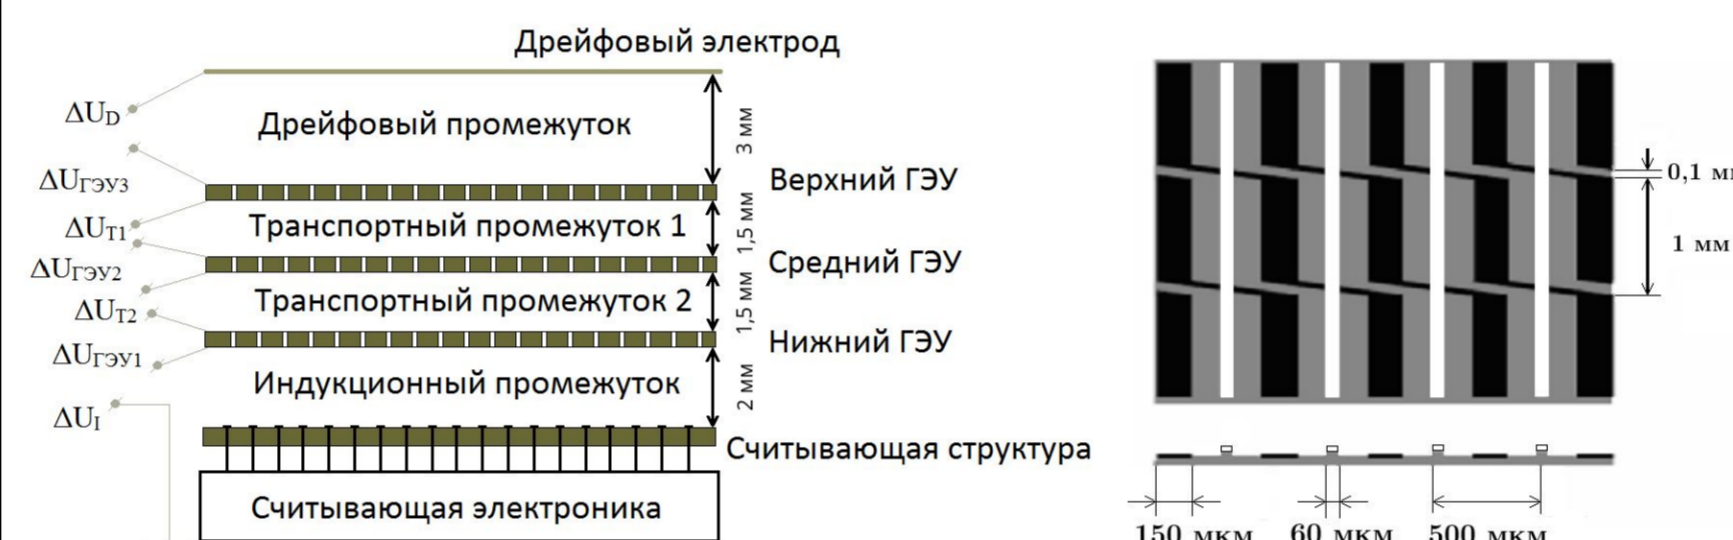 Дрейфовый электрод
ΔU_D
Дрейфовый промежуток
3 мм
ΔU_ГЭУ3
Верхний ГЭУ
ΔU_T1
Транспортный промежуток 1
1,5 мм
ΔU_ГЭУ2
Средний ГЭУ
ΔU_T2
Транспортный промежуток 2
1,5 мм
ΔU_ГЭУ1
Нижний ГЭУ
Индукционный промежуток
2 мм
ΔU_I
Считывающая структура
Считывающая электроника
0,1 м
1 мм
150 мкм
60 мкм
500 мкм